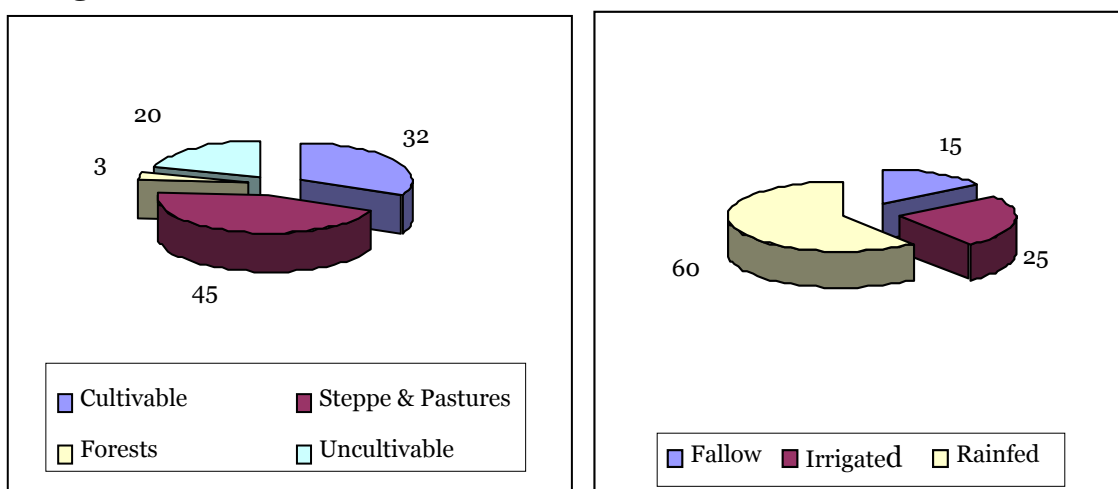 20
32
3
45
Cultivable Steppe & Pastures
Forests Uncultivable
15
25
60
Fallow Irrigated Rainfed